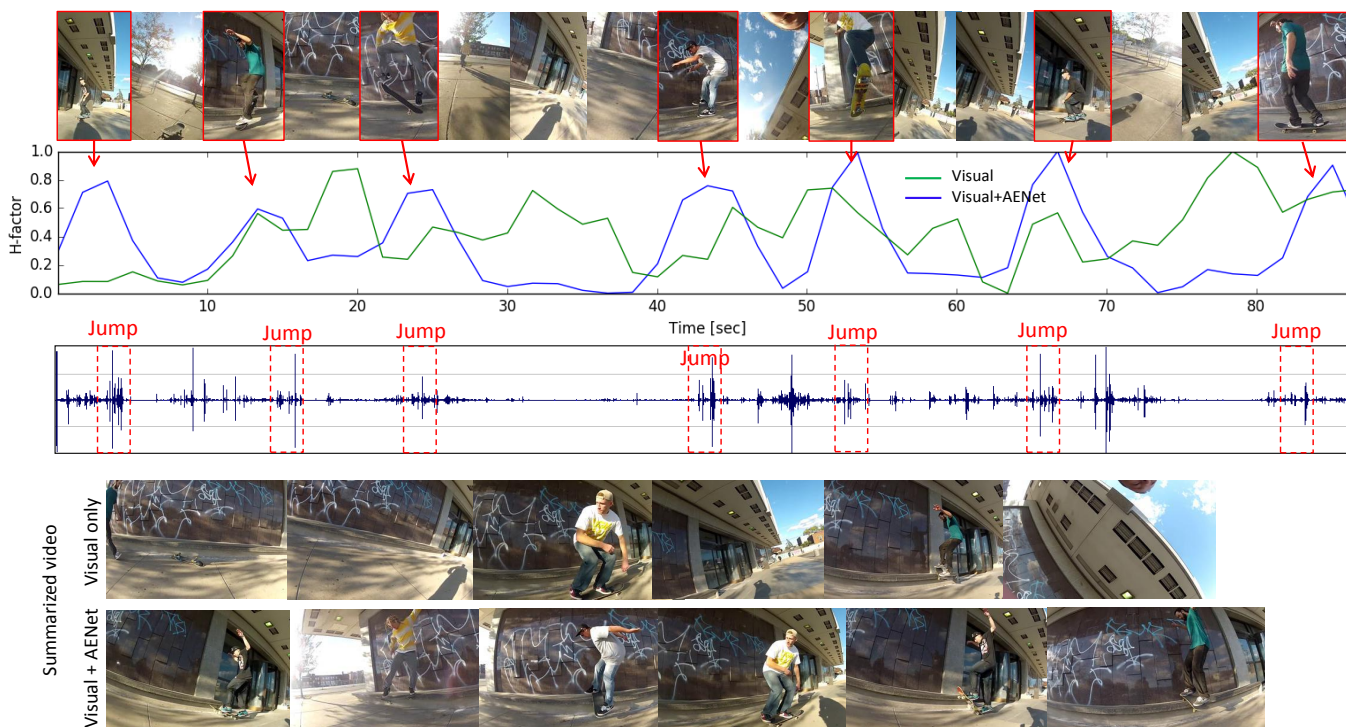 1.0
0.8
0.6
0.4
0.2
0.0
H-factor
Visual
Visual+AENet
10
20
30
40
50
60
70
80
Time [sec]
Jump
Jump
Jump
Jump
Jump
Jump
Jump
Summarized video
Visual only
Visual + AENet